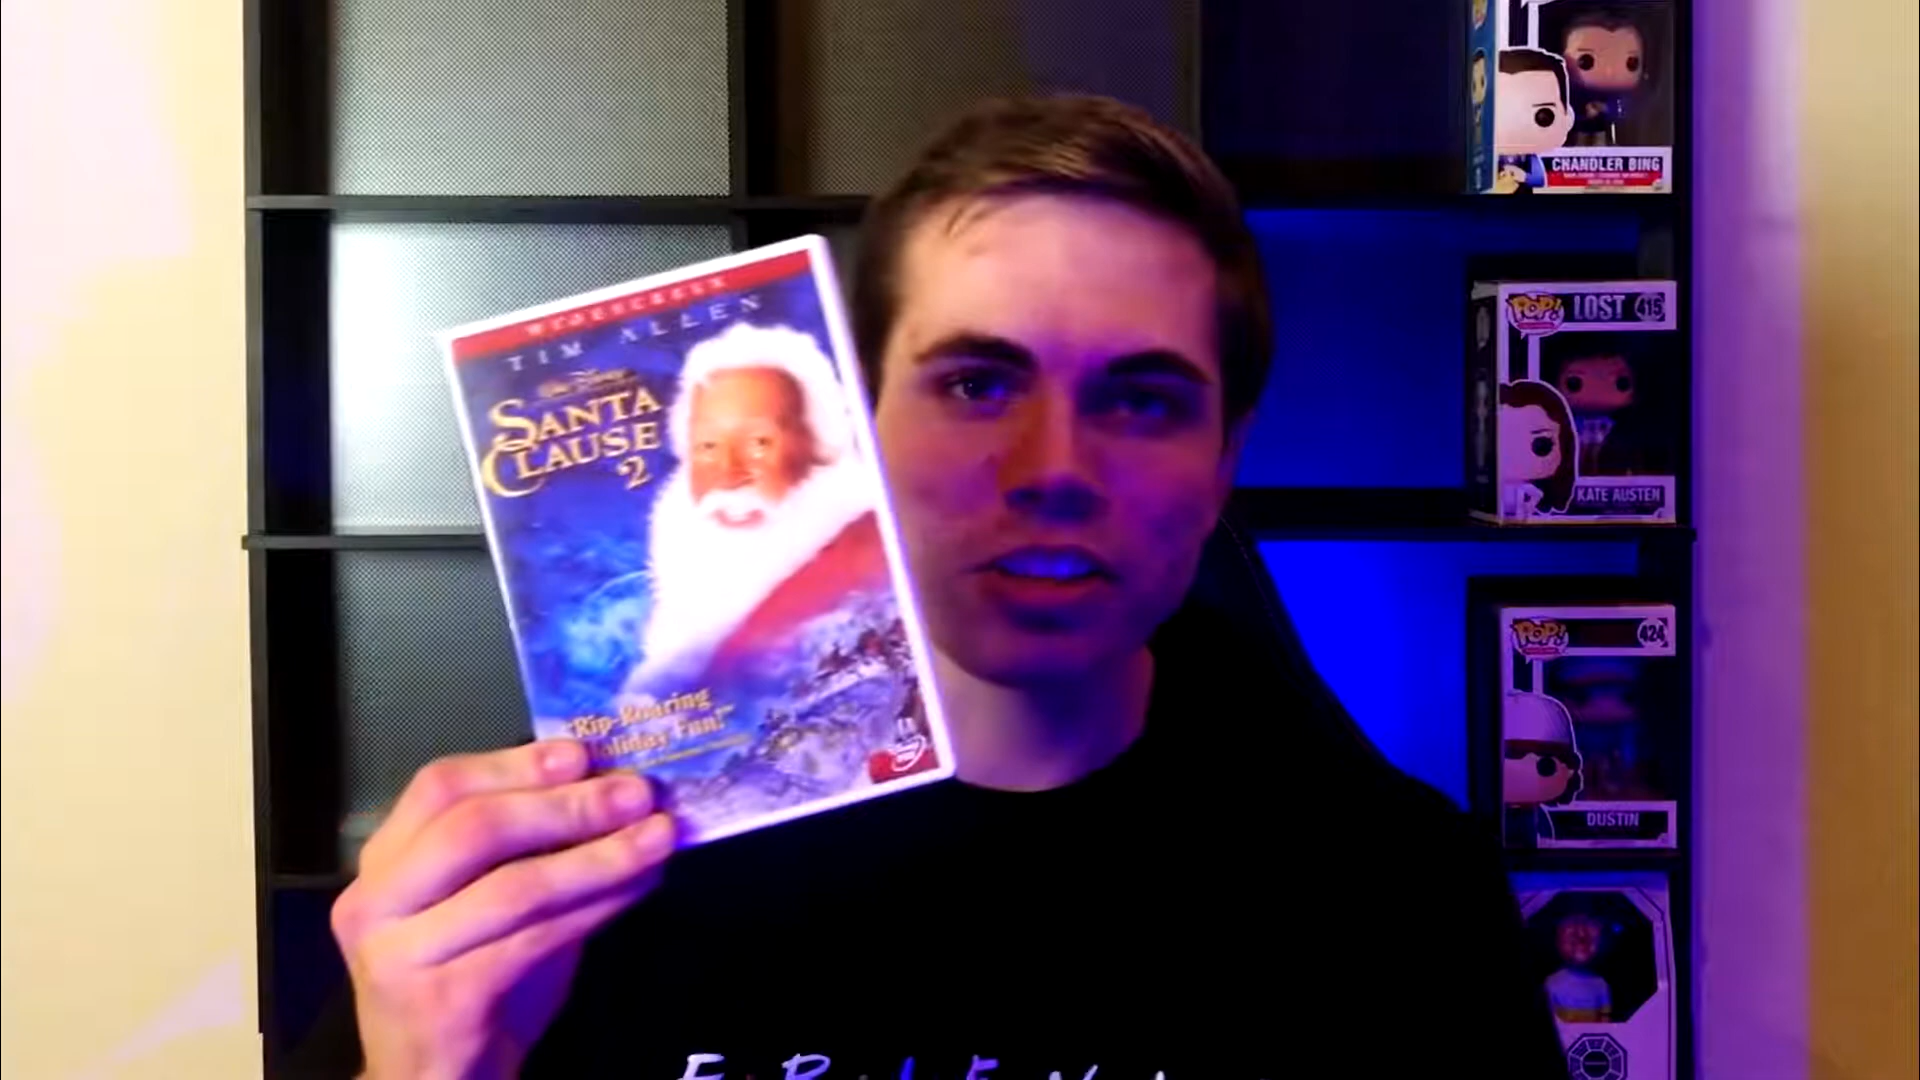 WIDESCREEN
TIM ALLEN
Walt Disney
SANTA
CLAUSE
2
"Rip-Roaring
Holiday Fun!"
CHANDLER BING
POP!
LOST
415
KATE AUSTEN
POP!
424
DUSTIN
F R I E N